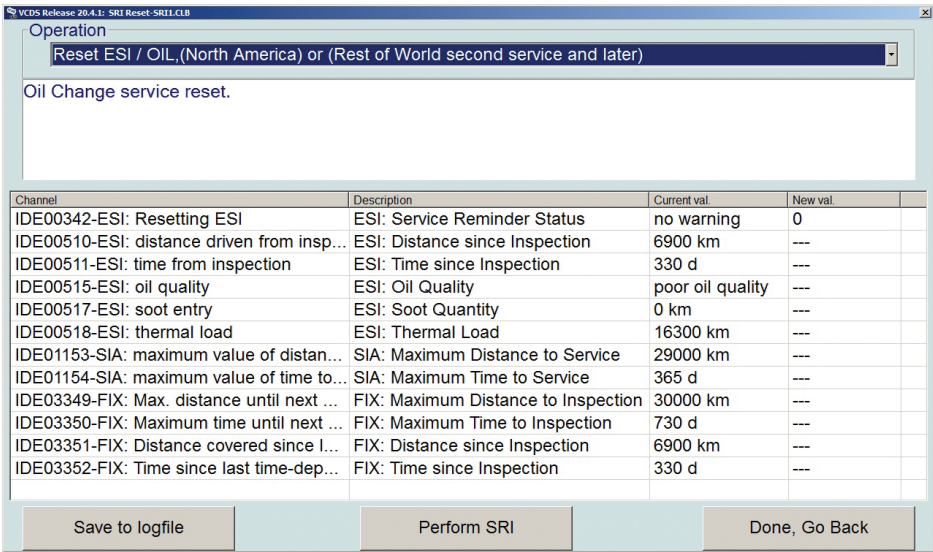 VCDS Release 20.4.1: SRI Reset-SRI1.CLB
Operation
Reset ESI / OIL,(North America) or (Rest of World second service and later)
Oil Change service reset.
Channel Description Current val. New val.
IDE00342-ESI: Resetting ESI ESI: Service Reminder Status no warning 0
IDE00510-ESI: distance driven from insp... ESI: Distance since Inspection 6900 km ---
IDE00511-ESI: time from inspection ESI: Time since Inspection 330 d ---
IDE00515-ESI: oil quality ESI: Oil Quality poor oil quality ---
IDE00517-ESI: soot entry ESI: Soot Quantity 0 km ---
IDE00518-ESI: thermal load ESI: Thermal Load 16300 km ---
IDE01153-SIA: maximum value of distan... SIA: Maximum Distance to Service 29000 km ---
IDE01154-SIA: maximum value of time to... SIA: Maximum Time to Service 365 d ---
IDE03349-FIX: Max. distance until next ... FIX: Maximum Distance to Inspection 30000 km ---
IDE03350-FIX: Maximum time until next ... FIX: Maximum Time to Inspection 730 d ---
IDE03351-FIX: Distance covered since l... FIX: Distance since Inspection 6900 km ---
IDE03352-FIX: Time since last time-dep... FIX: Time since Inspection 330 d ---
Save to logfile Perform SRI Done, Go Back